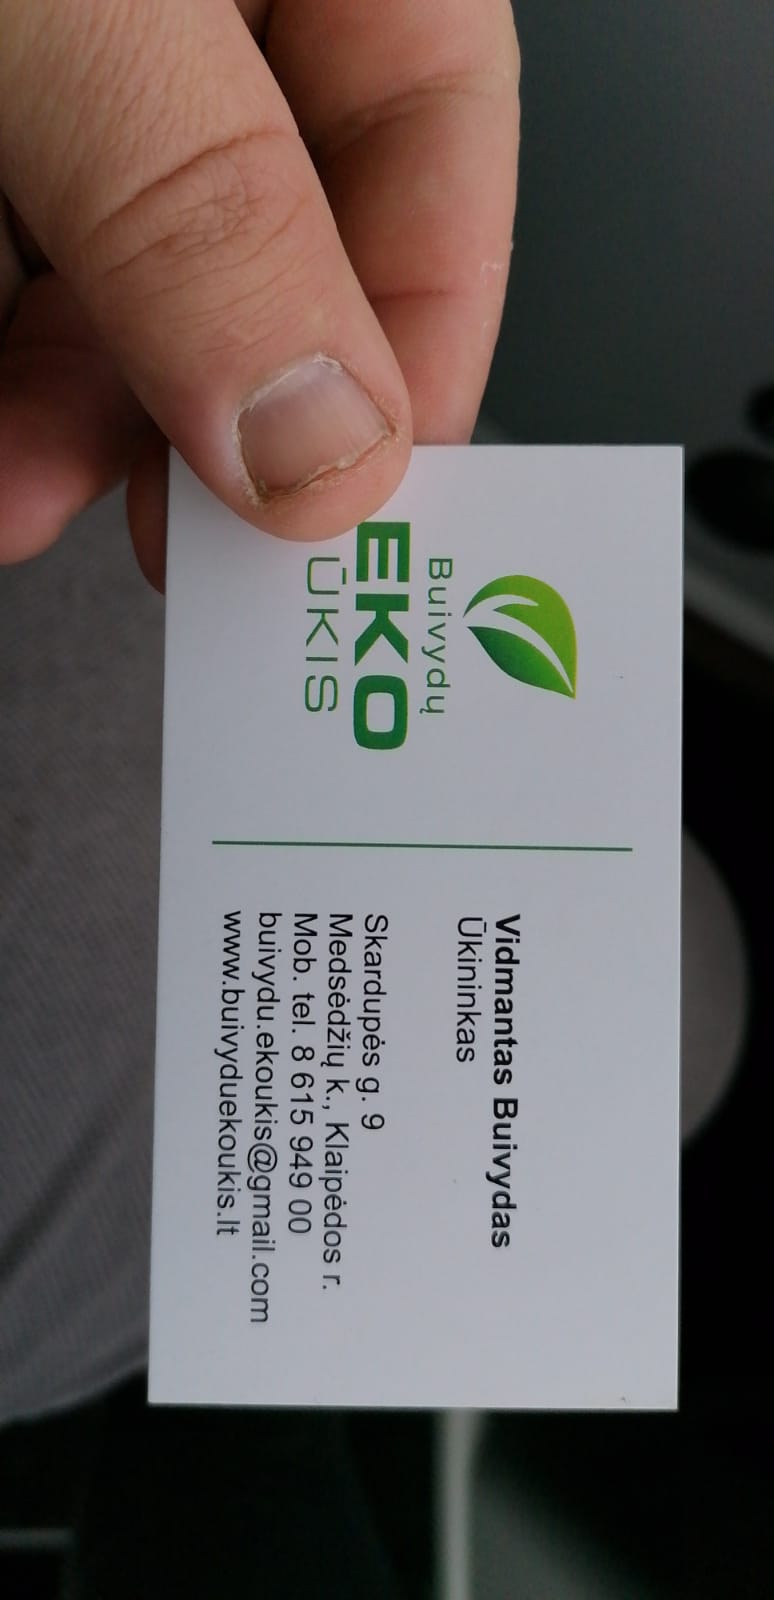 Buivydų
EKO
ŪKIS
Vidmantas Buivydas
Ūkininkas
Skardupės g. 9
Medsėdžių k., Klaipėdos r.
Mob. tel. 8 615 949 00
buivydu.ekoukis@gmail.com
www.buivyduekoukis.lt